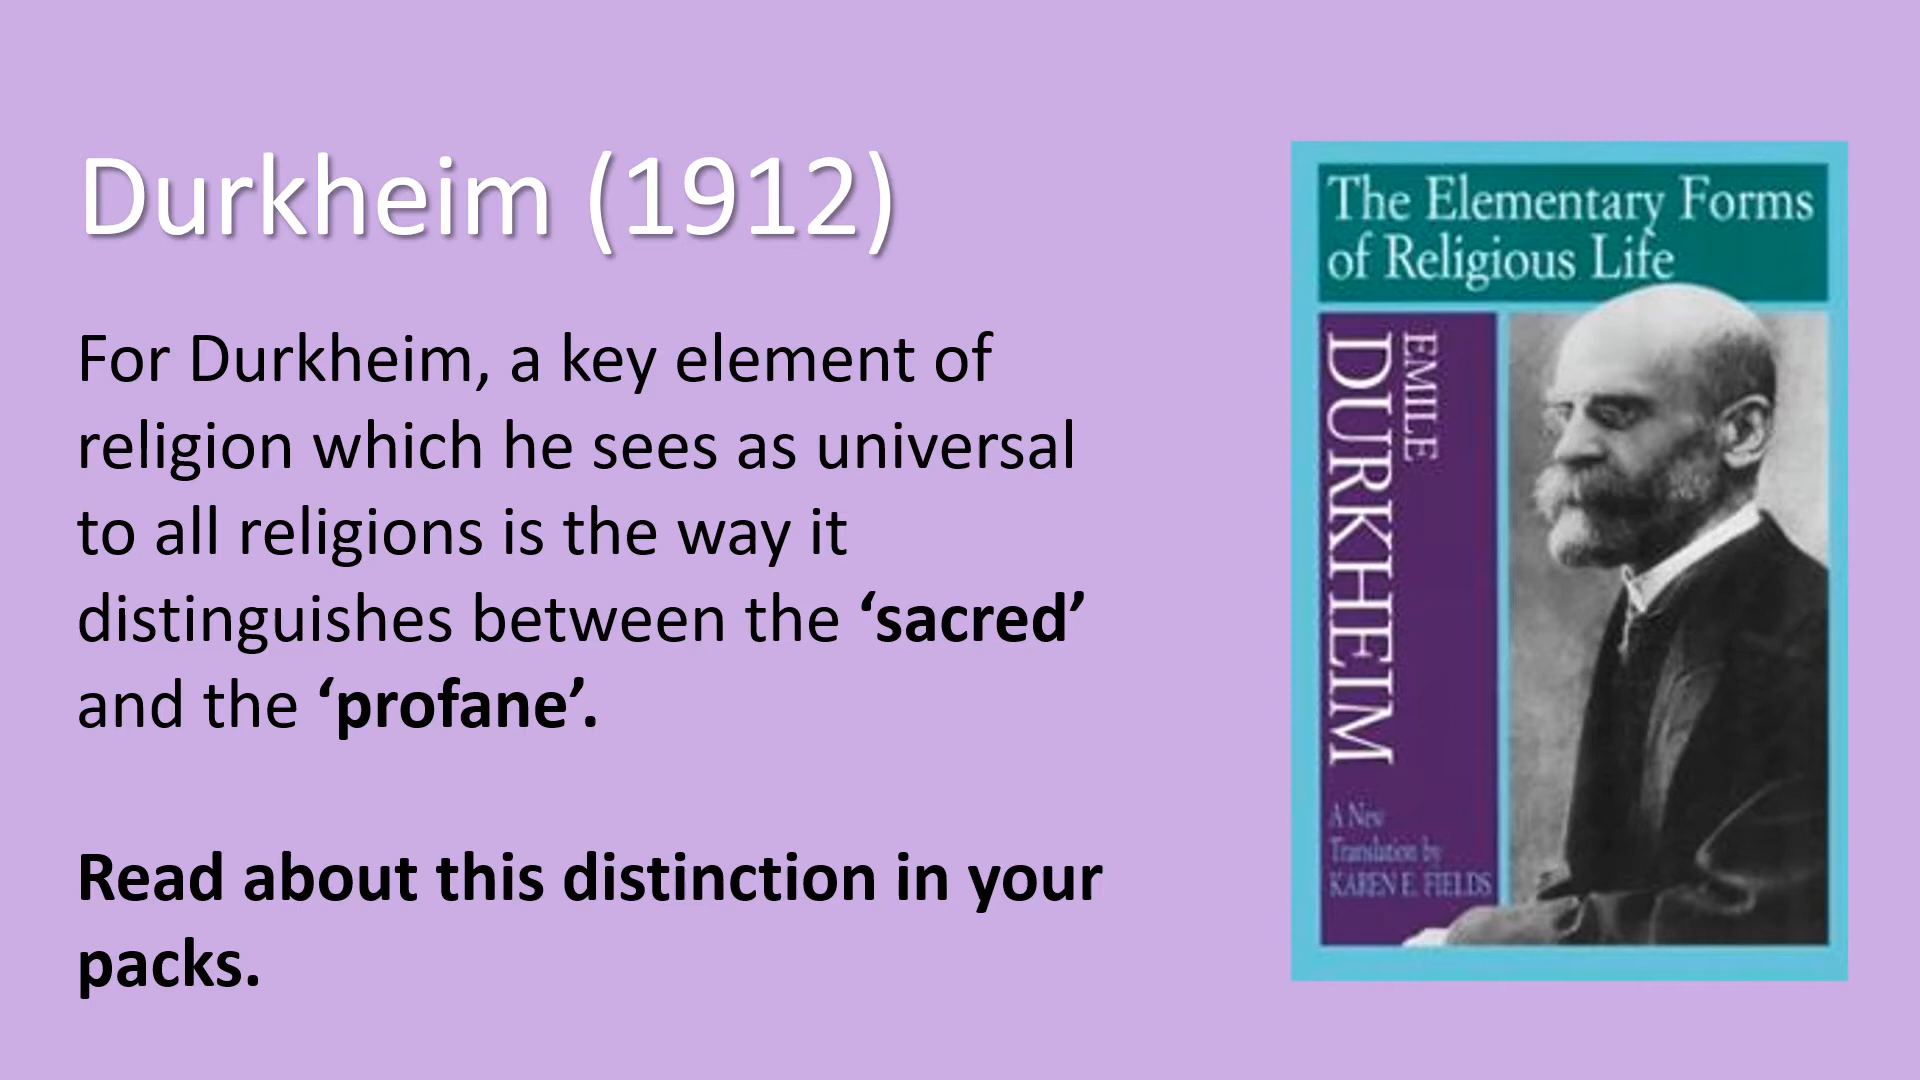 Durkheim (1912)
For Durkheim, a key element of
religion which he sees as universal
to all religions is the way it
distinguishes between the ‘sacred’
and the ‘profane’.
Read about this distinction in your
packs.
The Elementary Forms
of Religious Life
EMILE
DURKHEIM
A New
Translation by
KAREN E. FIELDS